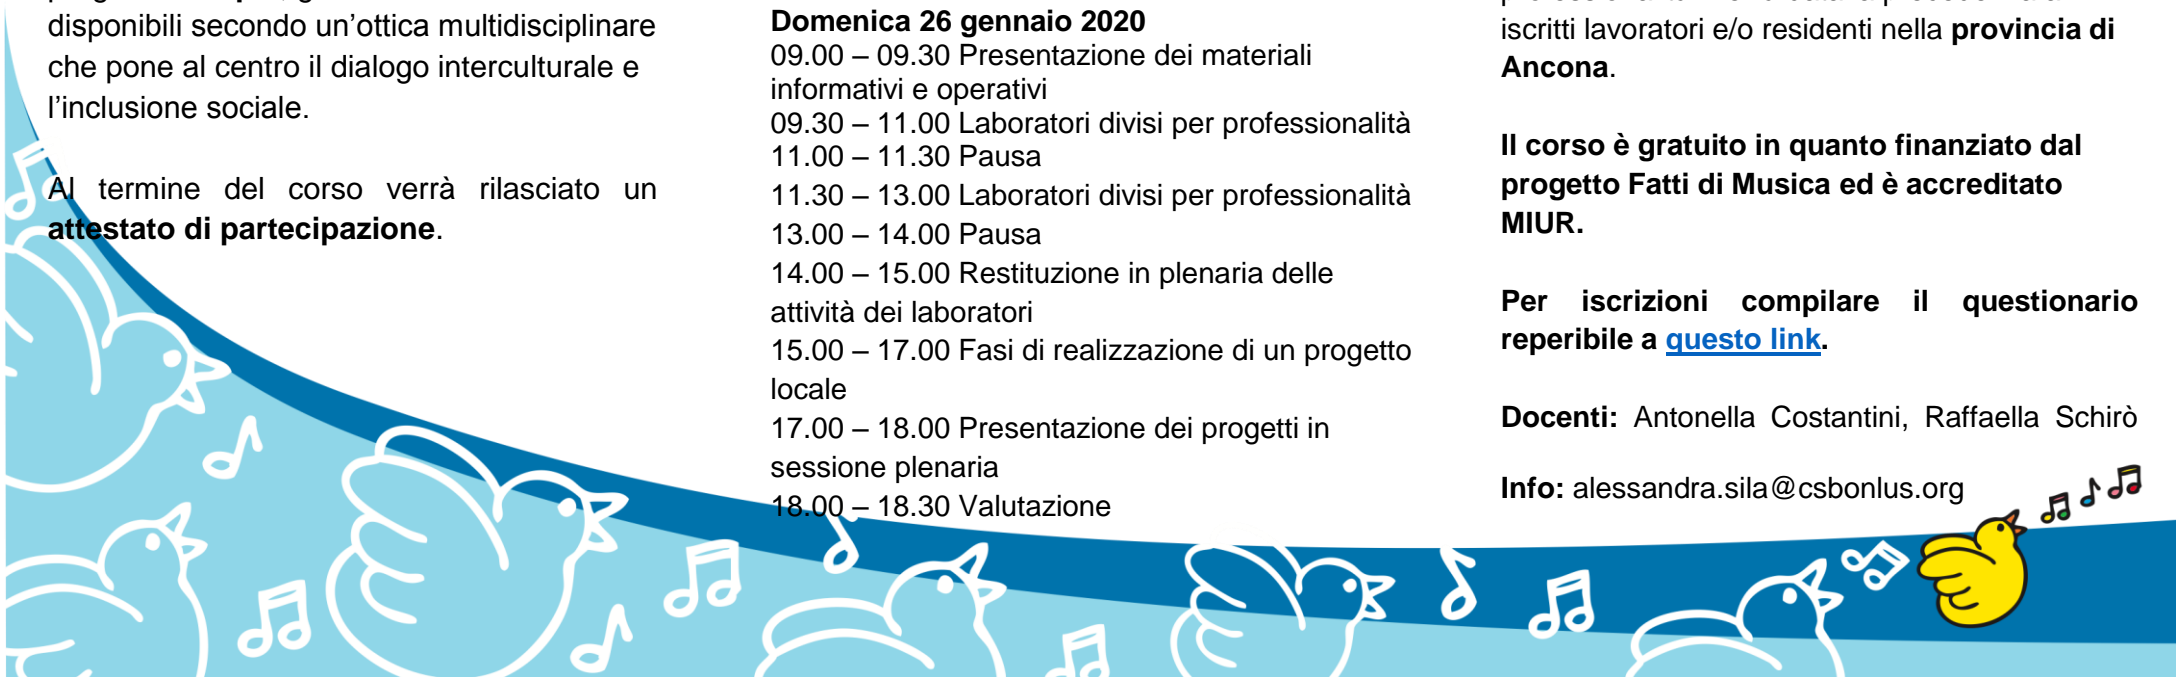 disponibili secondo un’ottica multidisciplinare
che pone al centro il dialogo interculturale e
l’inclusione sociale.
Al termine del corso verrà rilasciato un
attestato di partecipazione.
Domenica 26 gennaio 2020
09.00 – 09.30 Presentazione dei materiali
informativi e operativi
09.30 – 11.00 Laboratori divisi per professionalità
11.00 – 11.30 Pausa
11.30 – 13.00 Laboratori divisi per professionalità
13.00 – 14.00 Pausa
14.00 – 15.00 Restituzione in plenaria delle
attività dei laboratori
15.00 – 17.00 Fasi di realizzazione di un progetto
locale
17.00 – 18.00 Presentazione dei progetti in
sessione plenaria
18.00 – 18.30 Valutazione
iscritti lavoratori e/o residenti nella provincia di
Ancona.
Il corso è gratuito in quanto finanziato dal
progetto Fatti di Musica ed è accreditato
MIUR.
Per iscrizioni compilare il questionario
reperibile a questo link.
Docenti: Antonella Costantini, Raffaella Schirò
Info: alessandra.sila@csbonlus.org